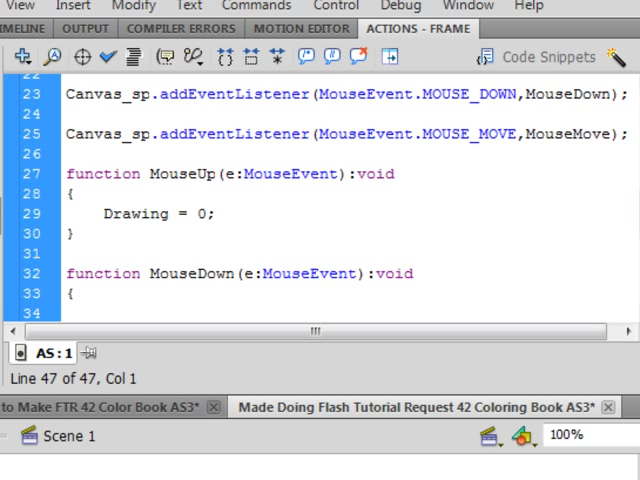 View Insert Modify Text Commands Control Debug Window Help
OUTPUT COMPILER ERRORS MOTION EDITOR ACTIONS - FRAME
Code Snippets
23 Canvas_sp.addEventListener(MouseEvent.MOUSE_DOWN,MouseDown);
24
25 Canvas_sp.addEventListener(MouseEvent.MOUSE_MOVE,MouseMove);
26
27 function MouseUp(e:MouseEvent):void
28 {
29 Drawing = 0;
30 }
31
32 function MouseDown(e:MouseEvent):void
33 {
34
AS:1
Line 47 of 47, Col 1
to Make FTR 42 Color Book AS3* Made Doing Flash Tutorial Request 42 Coloring Book AS3*
Scene 1 100%